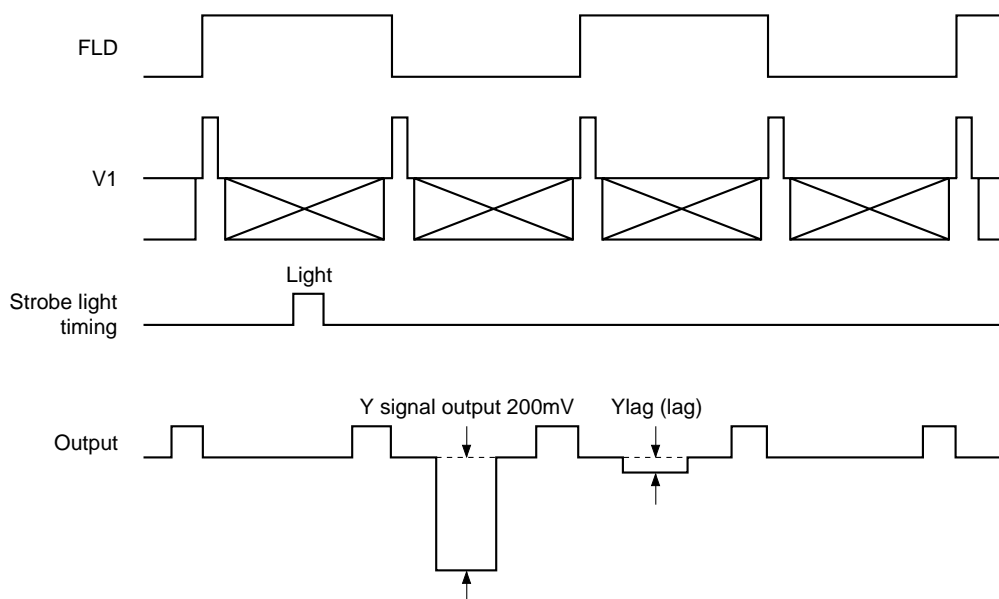 FLD
V1
Light
Strobe light
timing
Y signal output 200mV
Ylag (lag)
Output